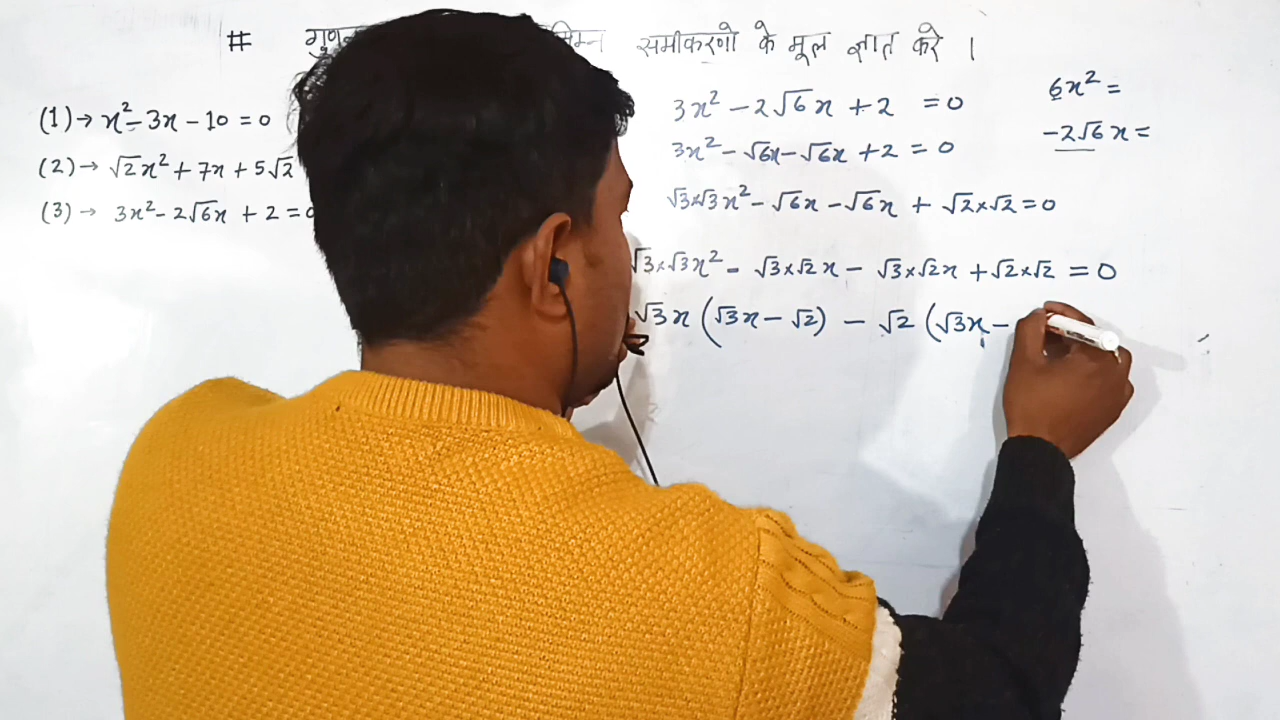 # समीकरणो के मूल ज्ञात करे ।
(1) → x² - 3x - 10 = 0
(2) → √2x² + 7x + 5√2
(3) → 3x² - 2√6x + 2 = 0
3x² - 2√6x + 2 = 0
3x² - √6x - √6x + 2 = 0
√3×√3x² - √6x - √6x + √2×√2 = 0
√3×√3x² - √3×√2x - √3×√2x + √2×√2 = 0
√3x (√3x - √2) - √2 (√3x -
6x² =
-2√6x =